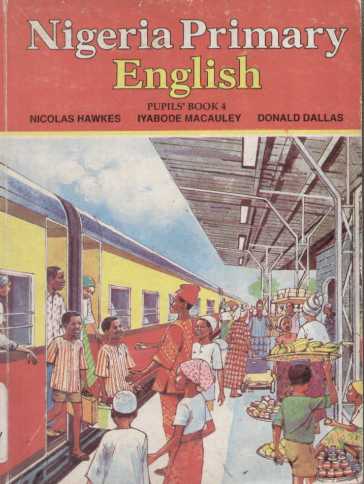 Nigeria Primary
English
PUPILS' BOOK 4
NICOLAS HAWKES IYABODE MACAULEY DONALD DALLAS